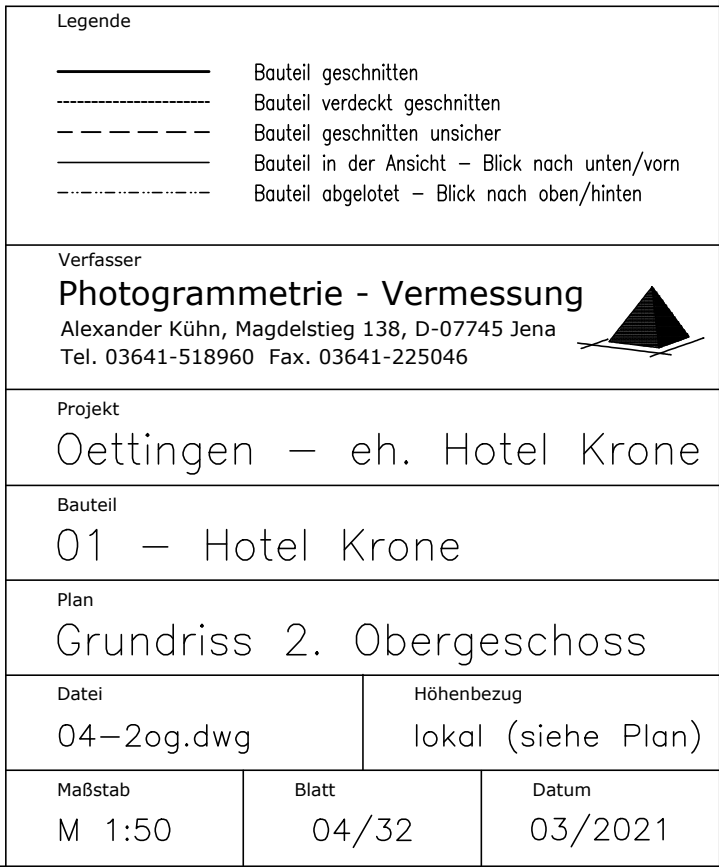 Legende
Bauteil geschnitten
Bauteil verdeckt geschnitten
Bauteil geschnitten unsicher
Bauteil in der Ansicht – Blick nach unten/vorn
Bauteil abgelotet – Blick nach oben/hinten
Verfasser
Photogrammetrie - Vermessung
Alexander Kühn, Magdelstieg 138, D-07745 Jena
Tel. 03641-518960 Fax. 03641-225046
Projekt
Oettingen – eh. Hotel Krone
Bauteil
01 – Hotel Krone
Plan
Grundriss 2. Obergeschoss
Datei
04–2og.dwg
Höhenbezug
lokal (siehe Plan)
Maßstab
M 1:50
Blatt
04/32
Datum
03/2021